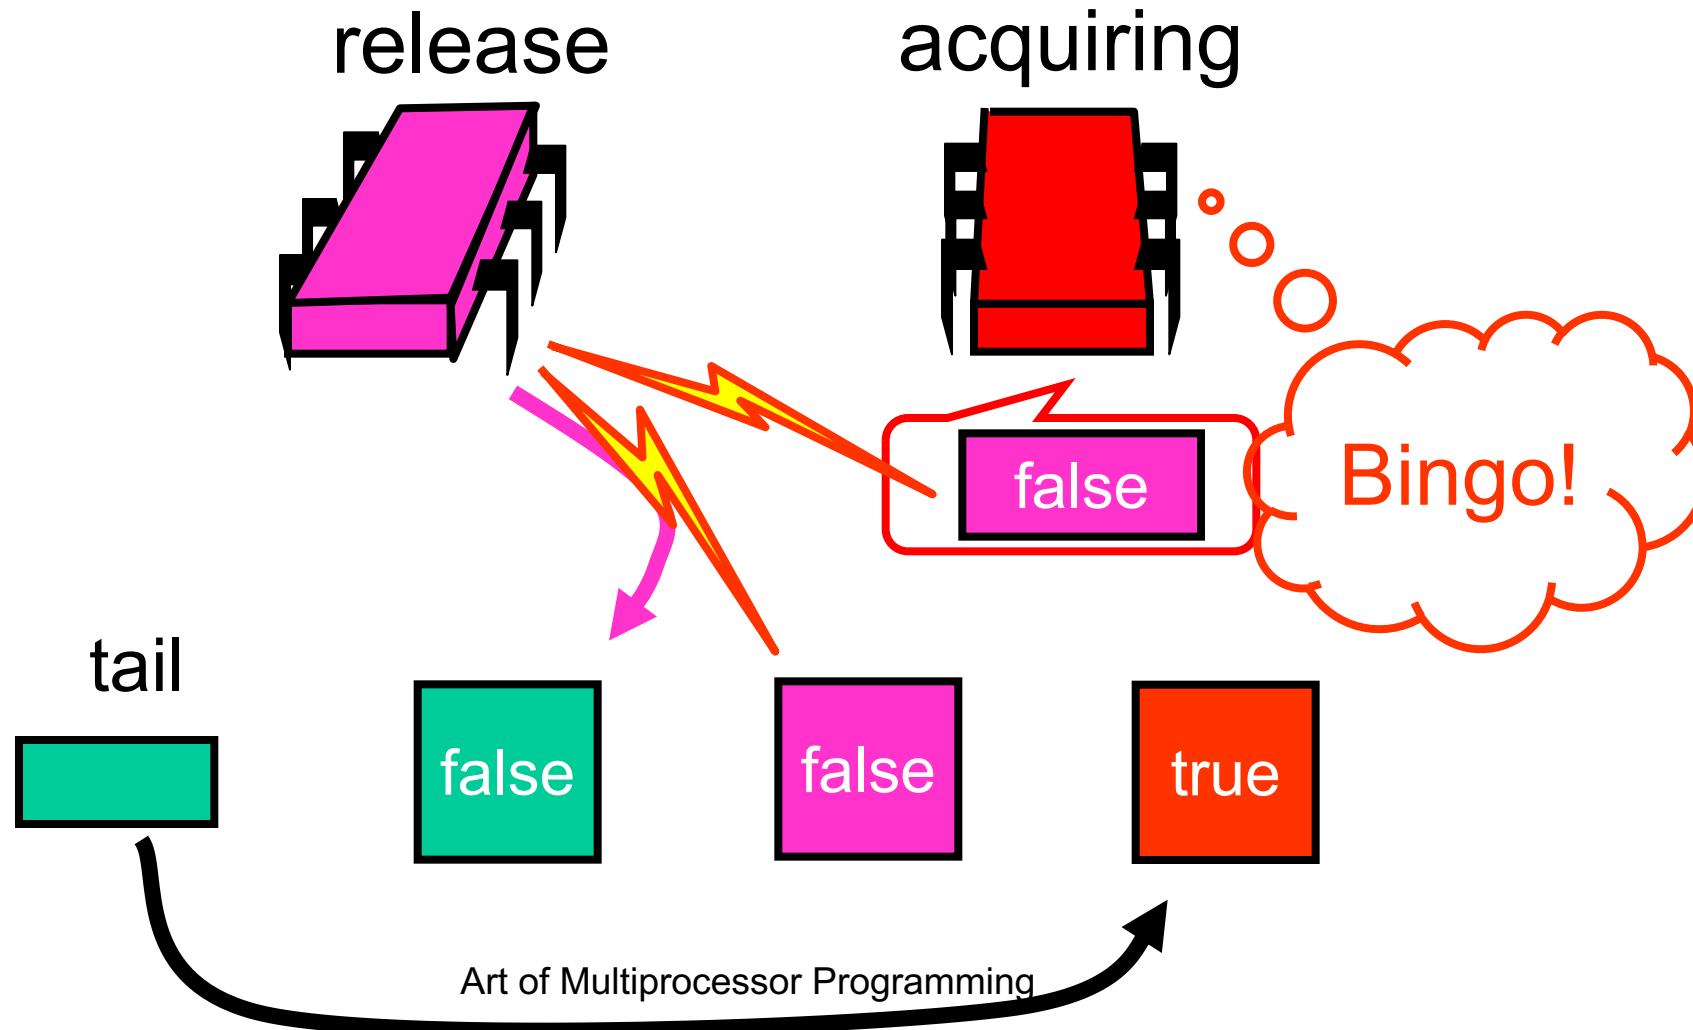 release
acquiring
false
Bingo!
tail
false
false
true
Art of Multiprocessor Programming